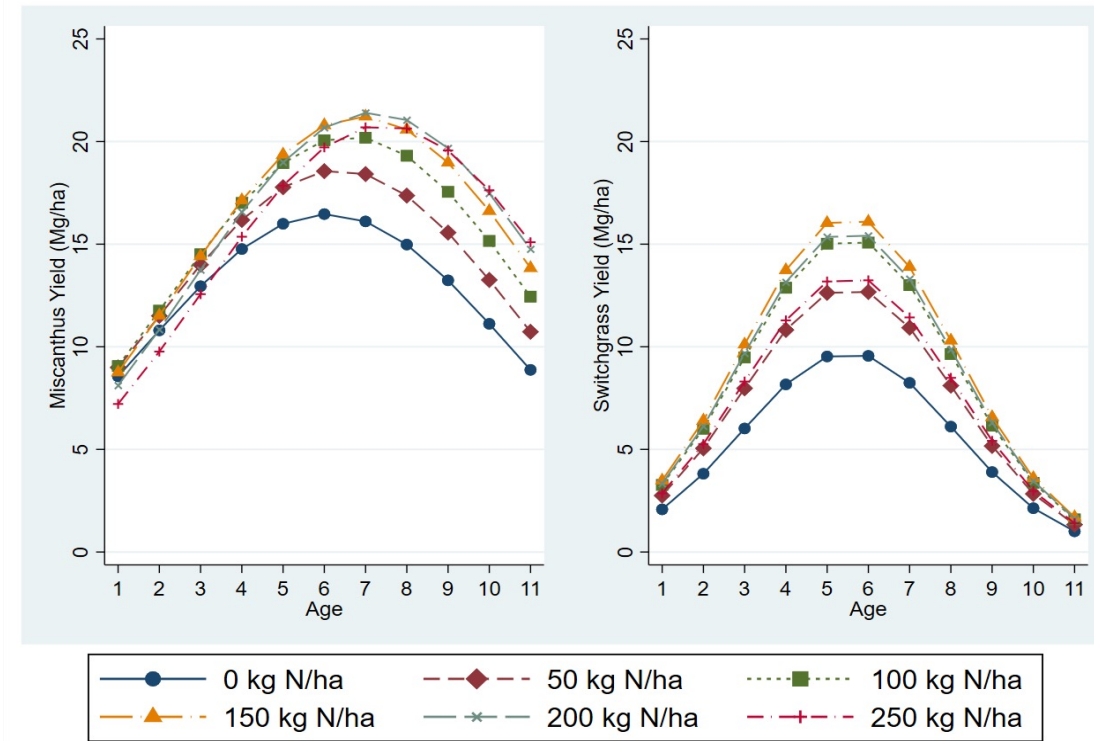 Miscanthus Yield (Mg/ha)
25
20
15
10
5
0
1 2 3 4 5 6 7 8 9 10 11
Age
Switchgrass Yield (Mg/ha)
25
20
15
10
5
0
1 2 3 4 5 6 7 8 9 10 11
Age
0 kg N/ha 50 kg N/ha 100 kg N/ha
150 kg N/ha 200 kg N/ha 250 kg N/ha